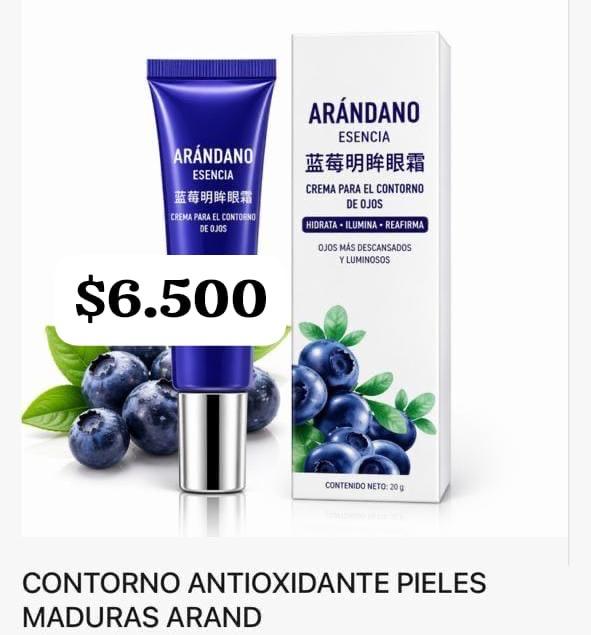 ARÁNDANO
ESENCIA
蓝莓明眸眼霜
CREMA PARA EL CONTORNO
DE OJOS
$6.500
ARÁNDANO
ESENCIA
蓝莓明眸眼霜
CREMA PARA EL CONTORNO
DE OJOS
HIDRATA • ILUMINA • REAFIRMA
OJOS MÁS DESCANSADOS
Y LUMINOSOS
CONTENIDO NETO: 20 g
CONTORNO ANTIOXIDANTE PIELES
MADURAS ARAND